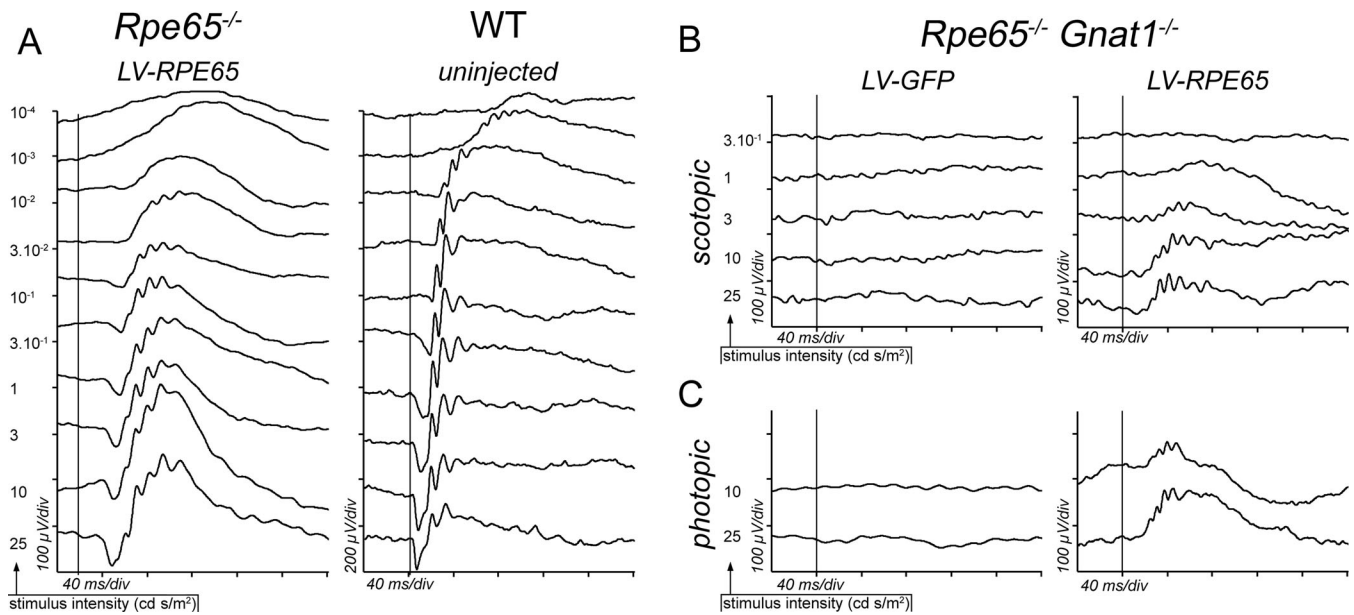 A
Rpe65-/-
WT
LV-RPE65
uninjected
10-4
10-3
10-2
3.10-2
10-1
3.10-1
1
3
10
25
100 µV/div
200 µV/div
40 ms/div
40 ms/div
stimulus intensity (cd s/m²)
B
Rpe65-/- Gnat1-/-
LV-GFP
LV-RPE65
scotopic
3.10-1
1
3
10
25
100 µV/div
100 µV/div
40 ms/div
40 ms/div
stimulus intensity (cd s/m²)
C
photopic
10
25
100 µV/div
100 µV/div
40 ms/div
40 ms/div
stimulus intensity (cd s/m²)